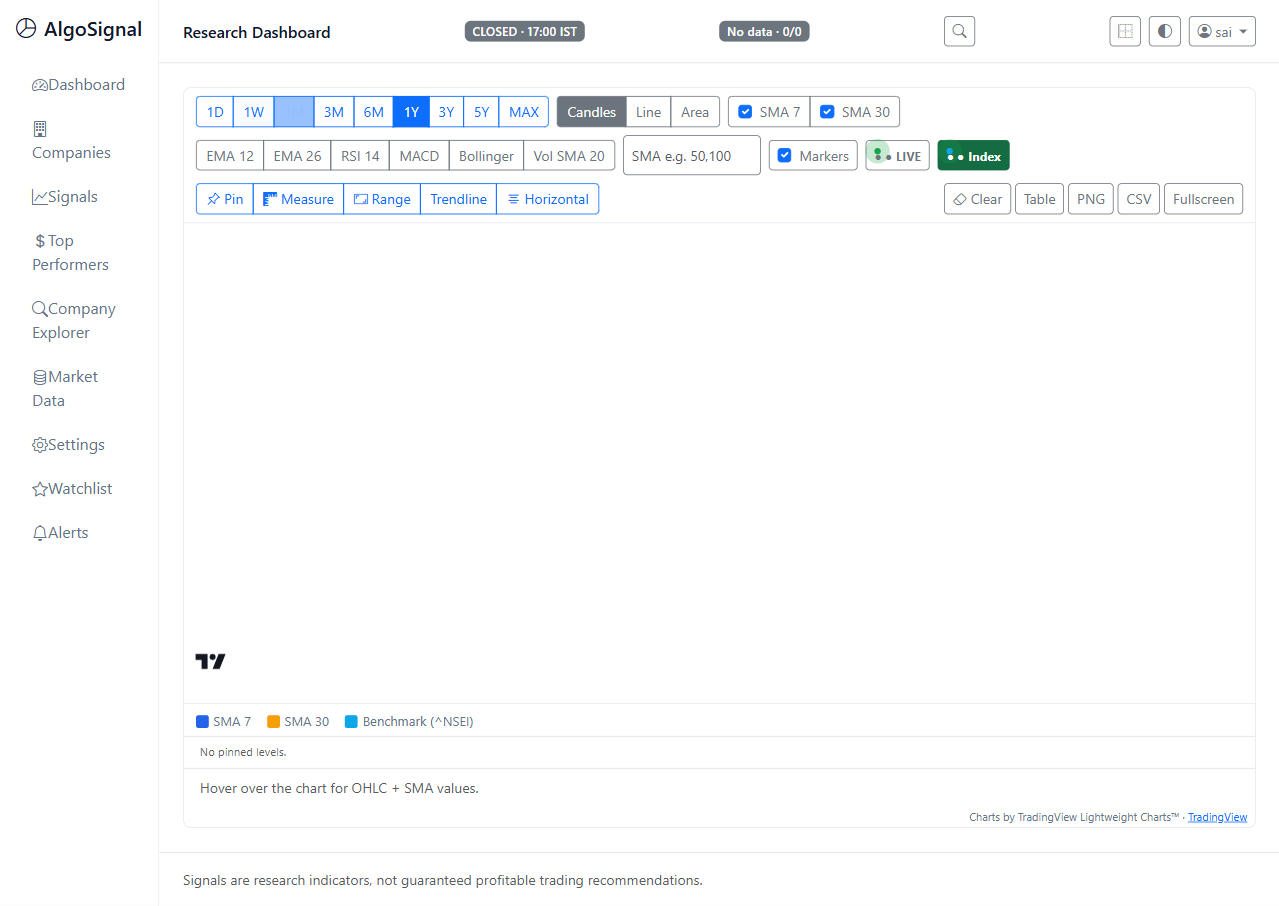 AlgoSignal
Research Dashboard
CLOSED · 17:00 IST
No data · 0/0
sai
Dashboard
Companies
Signals
$ Top
Performers
Company
Explorer
Market
Data
Settings
Watchlist
Alerts
1D 1W 3M 6M 1Y 3Y 5Y MAX Candles Line Area SMA 7 SMA 30
EMA 12 EMA 26 RSI 14 MACD Bollinger Vol SMA 20 SMA e.g. 50,100 Markers LIVE Index
Pin Measure Range Trendline Horizontal Clear Table PNG CSV Fullscreen
SMA 7 SMA 30 Benchmark (^NSEI)
No pinned levels.
Hover over the chart for OHLC + SMA values.
Charts by TradingView Lightweight Charts™ · TradingView
Signals are research indicators, not guaranteed profitable trading recommendations.